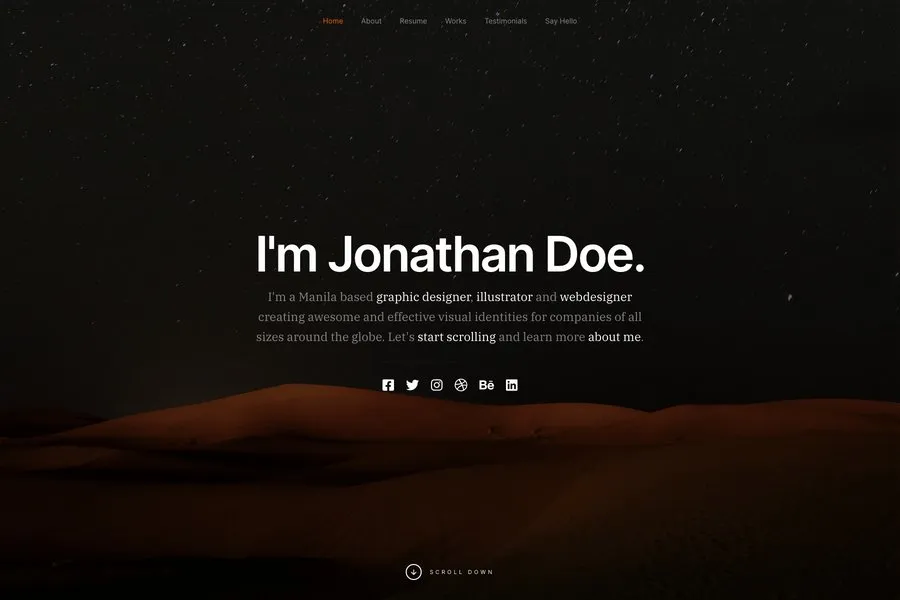 Home About Resume Works Testimonials Say Hello
I'm Jonathan Doe.
I'm a Manila based graphic designer, illustrator and webdesigner
creating awesome and effective visual identities for companies of all
sizes around the globe. Let's start scrolling and learn more about me.
Bē
in
SCROLL DOWN